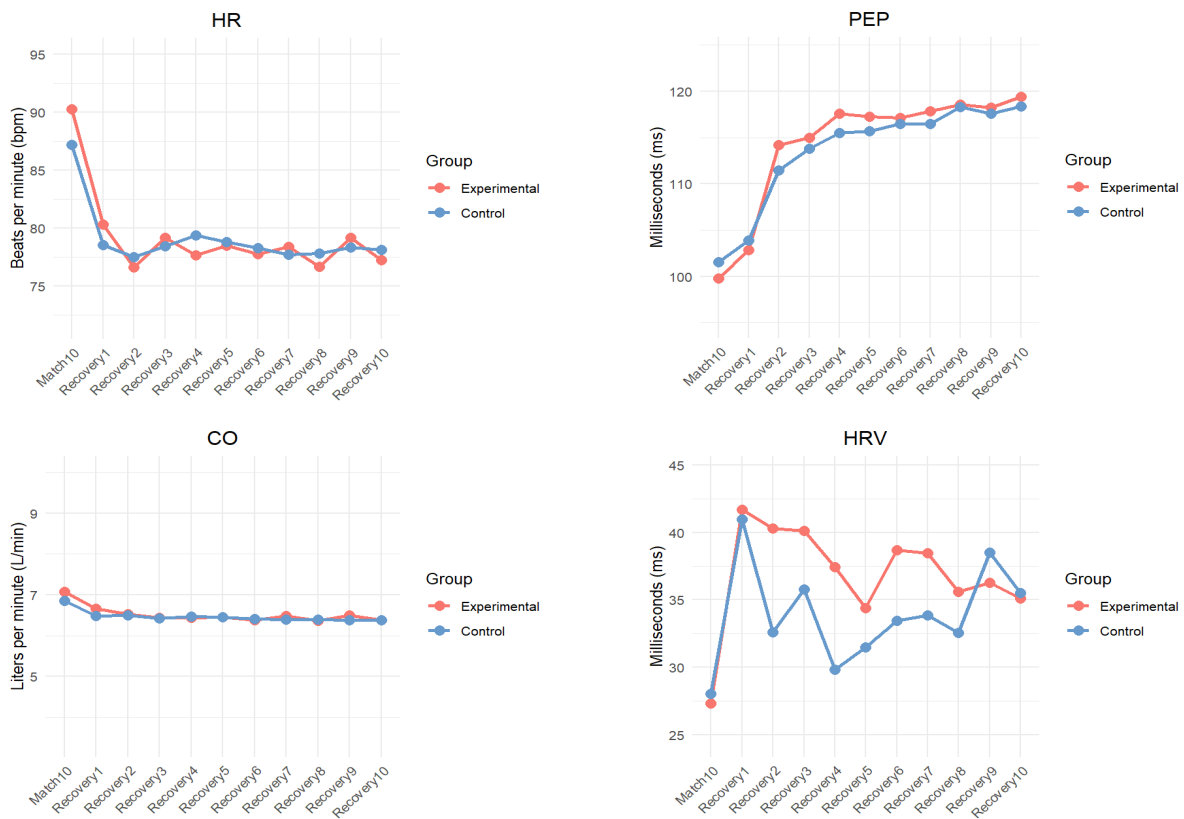 HR
Beats per minute (bpm)
95
90
85
80
75
Match10
Recovery1
Recovery2
Recovery3
Recovery4
Recovery5
Recovery6
Recovery7
Recovery8
Recovery9
Recovery10
Group
Experimental
Control
PEP
Milliseconds (ms)
120
110
100
Match10
Recovery1
Recovery2
Recovery3
Recovery4
Recovery5
Recovery6
Recovery7
Recovery8
Recovery9
Recovery10
Group
Experimental
Control
CO
Liters per minute (L/min)
9
7
5
Match10
Recovery1
Recovery2
Recovery3
Recovery4
Recovery5
Recovery6
Recovery7
Recovery8
Recovery9
Recovery10
Group
Experimental
Control
HRV
Milliseconds (ms)
45
40
35
30
25
Match10
Recovery1
Recovery2
Recovery3
Recovery4
Recovery5
Recovery6
Recovery7
Recovery8
Recovery9
Recovery10
Group
Experimental
Control